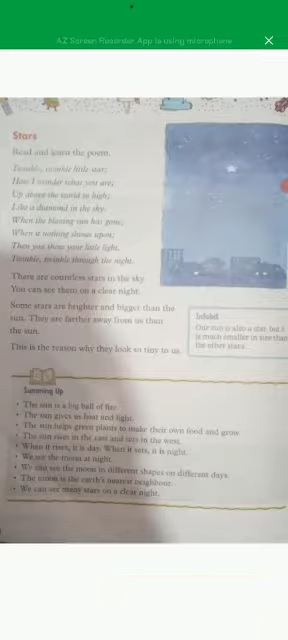 AZ Screen Recorder App is using microphone
Stars
Read and learn the poem.
Twinkle, twinkle little star;
How I wonder what you are;
Up above the world so high;
Like a diamond in the sky.
When the blazing sun has gone;
When it nothing shines upon;
Then you show your little light,
Twinkle, twinkle through the night.
There are countless stars in the sky.
You can see them on a clear night.
Some stars are brighter and bigger than the
sun. They are farther away from us than
the sun.
This is the reason why they look so tiny to us.
Infobit
Our sun is also a star, but it
is much smaller in size than
the other stars.
Summing Up
• The sun is a big ball of fire.
• The sun gives us heat and light.
• The sun helps green plants to make their own food and grow.
• The sun rises in the east and sets in the west.
• When it rises, it is day. When it sets, it is night.
• We see the moon at night.
• We can see the moon in different shapes on different days.
• The moon is the earth's nearest neighbour.
• We can see many stars on a clear night.